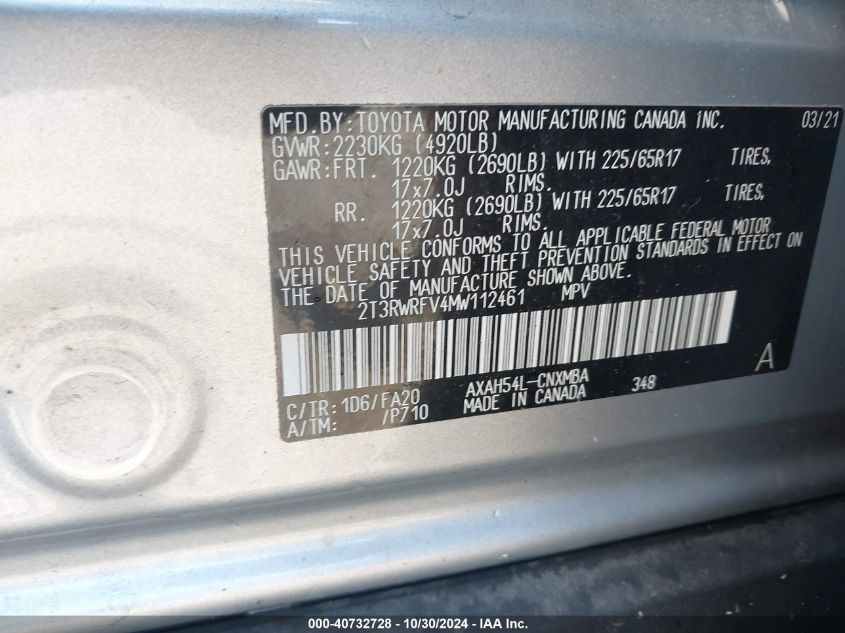 MFD.BY:TOYOTA MOTOR MANUFACTURING CANADA INC. 03/21
GVWR:2230KG (4920LB)
GAWR:FRT. 1220KG (2690LB) WITH 225/65R17 TIRES,
17x7.0J RIMS.
RR. 1220KG (2690LB) WITH 225/65R17 TIRES,
17x7.0J RIMS.
THIS VEHICLE CONFORMS TO ALL APPLICABLE FEDERAL MOTOR
VEHICLE SAFETY AND THEFT PREVENTION STANDARDS IN EFFECT ON
THE DATE OF MANUFACTURE SHOWN ABOVE.
2T3RWRFV4MW112461 MPV
A
C/TR:1D6/FA20 AXAH54L-CNXMBA 348
A/TM: /P710 MADE IN CANADA
000-40732728 - 10/30/2024 - IAAI.com